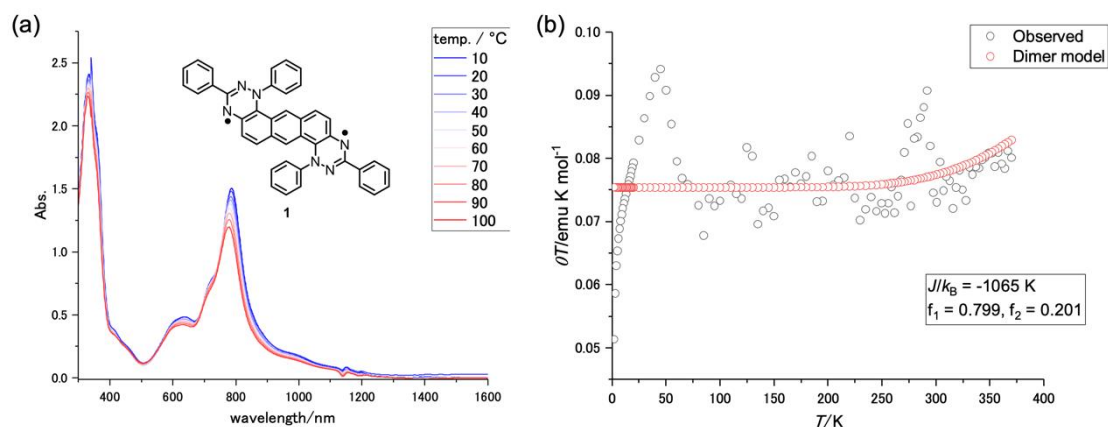 (a)
temp. / °C
10
20
30
40
50
60
70
80
90
100
Abs.
2.5
2.0
1.5
1.0
0.5
0.0
400
600
800
1000
1200
1400
1600
wavelength/nm
N
N
N
N
N
N
1
(b)
Observed
Dimer model
θT/emu K mol⁻¹
0.10
0.09
0.08
0.07
0.06
0.05
0
50
100
150
200
250
300
350
400
T/K
J/kB = -1065 K
f₁ = 0.799, f₂ = 0.201